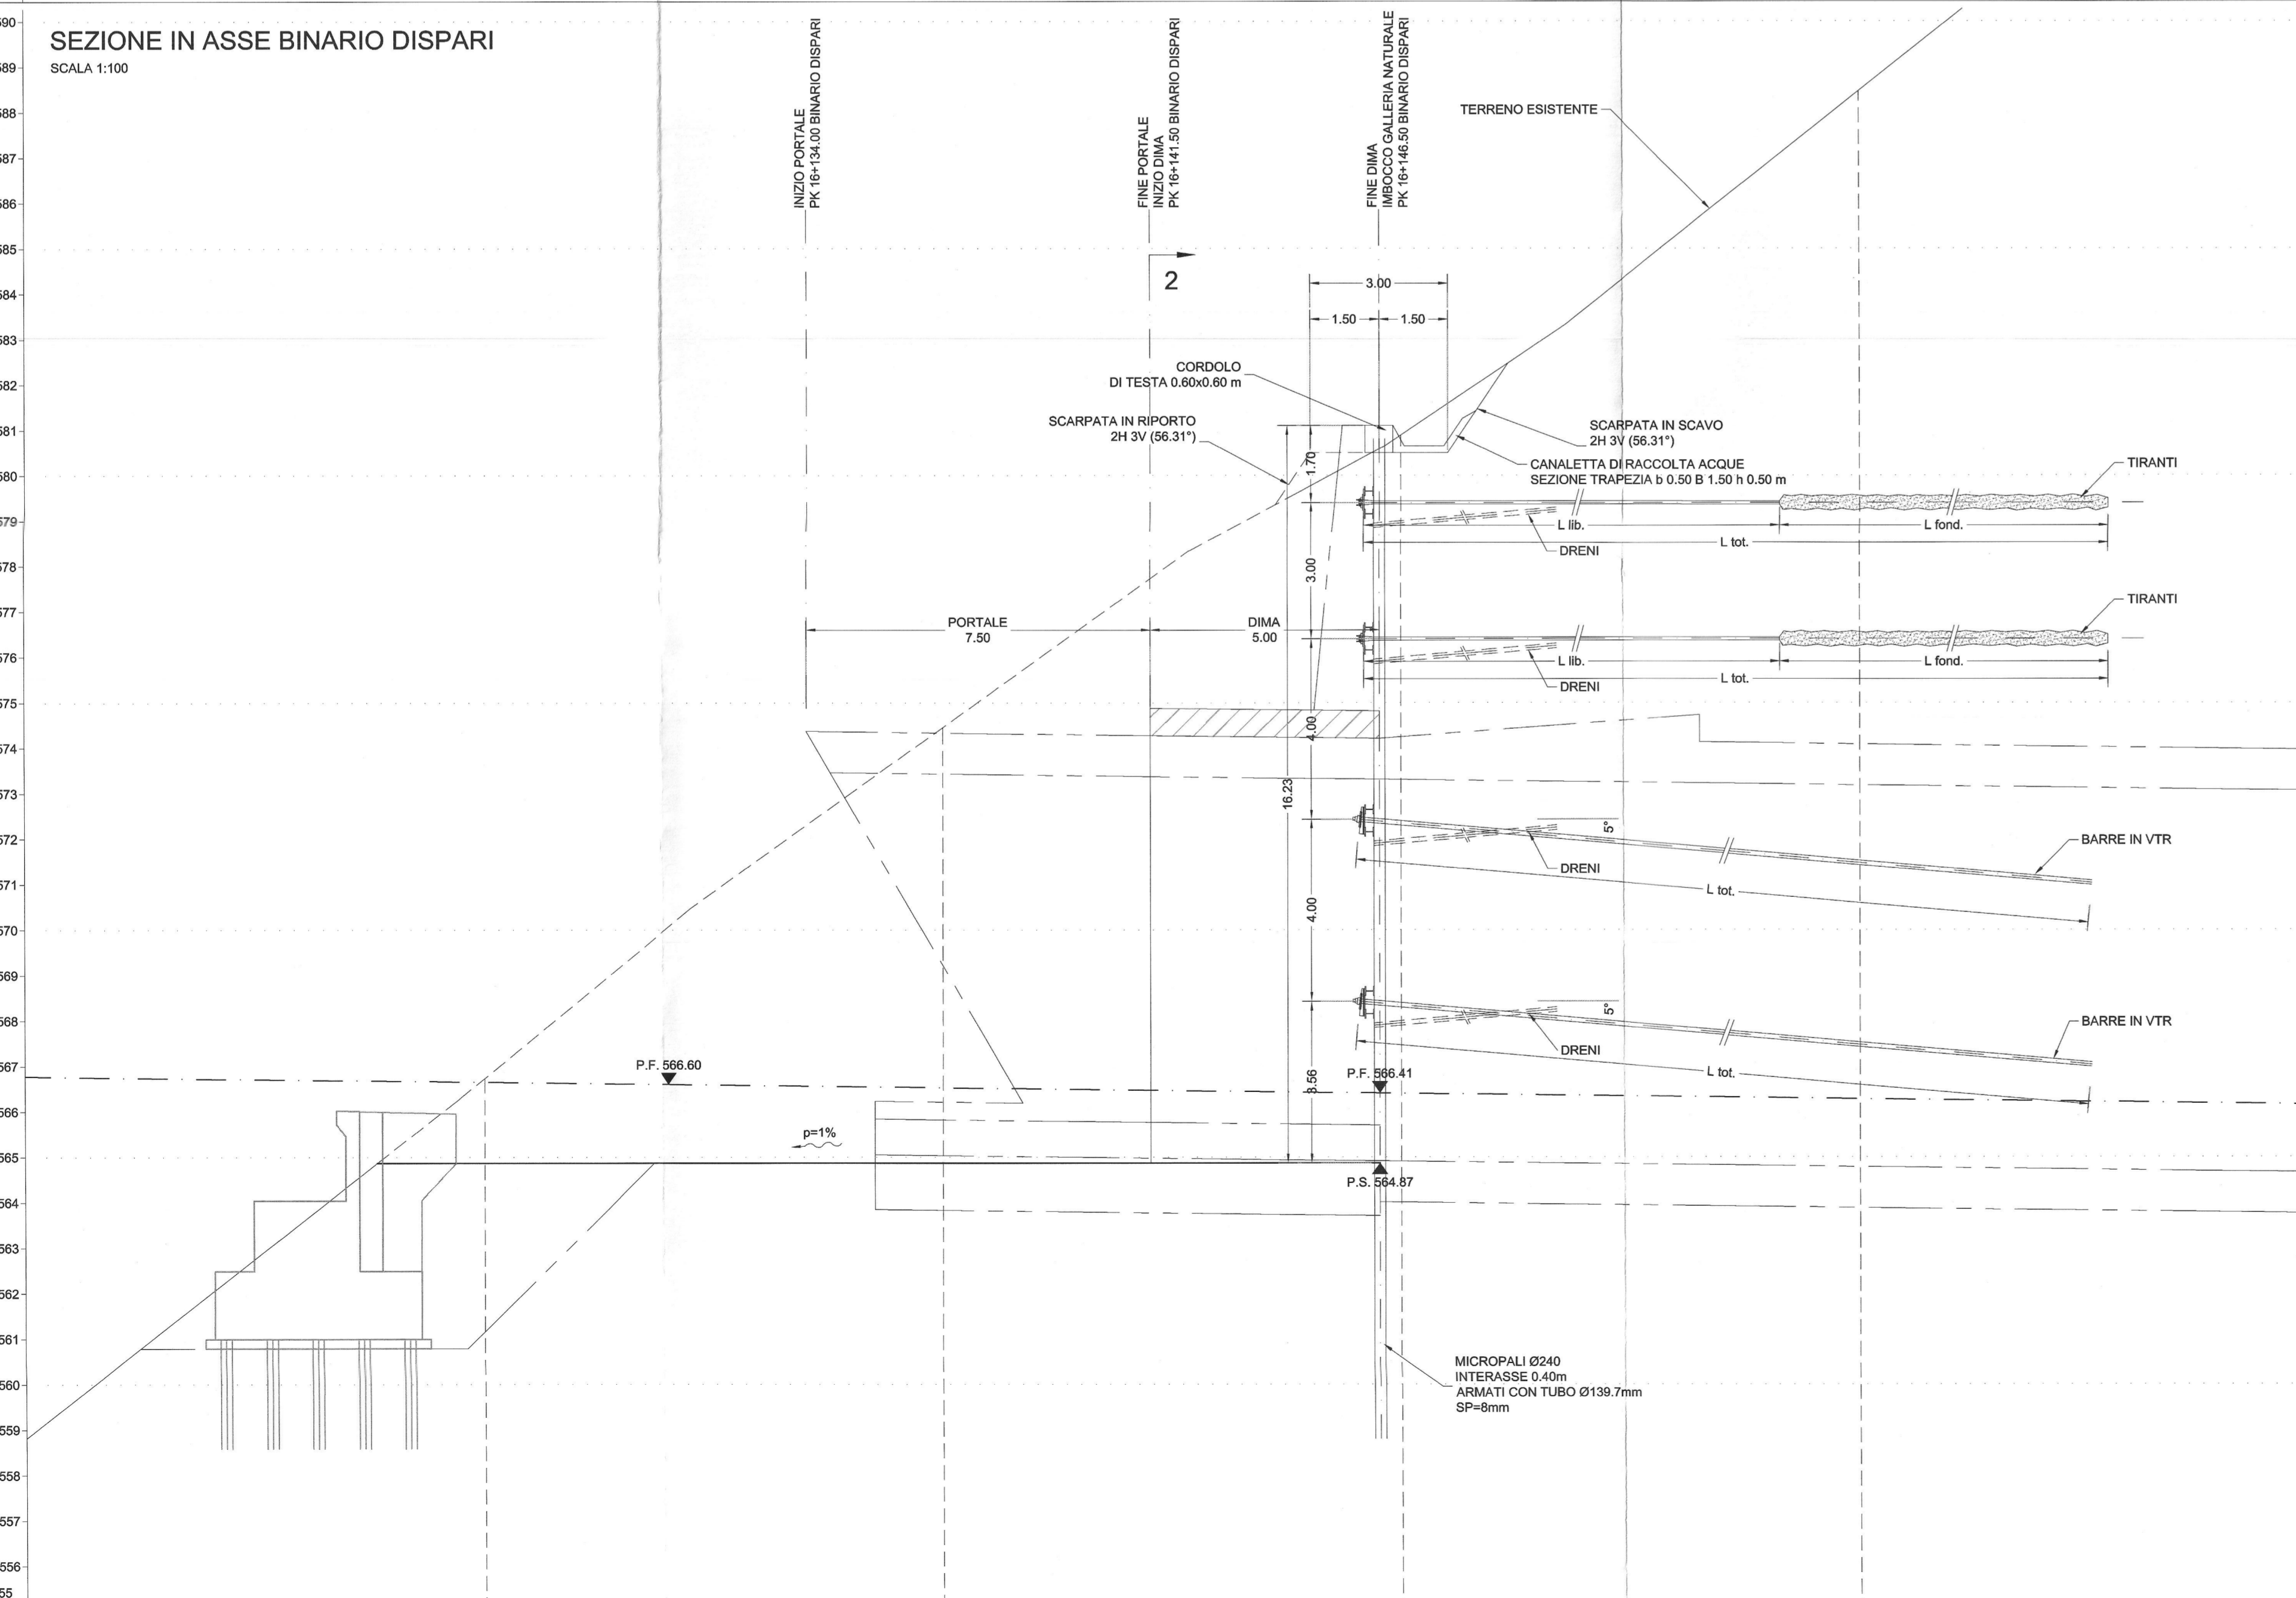 SEZIONE IN ASSE BINARIO DISPARI
SCALA 1:100
590
589
588
587
586
585
584
583
582
581
580
579
578
577
576
575
574
573
572
571
570
569
568
567
566
565
564
563
562
561
560
559
558
557
556
55
INIZIO PORTALE
PK 16+134.00 BINARIO DISPARI
FINE PORTALE
INIZIO DIMA
PK 16+141.50 BINARIO DISPARI
FINE DIMA
IMBOCCO GALLERIA NATURALE
PK 16+146.50 BINARIO DISPARI
TERRENO ESISTENTE
2
3.00
1.50
1.50
CORDOLO
DI TESTA 0.60x0.60 m
SCARPATA IN RIPORTO
2H 3V (56.31°)
SCARPATA IN SCAVO
2H 3V (56.31°)
CANALETTA DI RACCOLTA ACQUE
SEZIONE TRAPEZIA b 0.50 B 1.50 h 0.50 m
TIRANTI
1.70
L lib.
L fond.
L tot.
DRENI
3.00
TIRANTI
PORTALE
7.50
DIMA
5.00
L lib.
L fond.
L tot.
DRENI
4.00
16.23
5°
BARRE IN VTR
DRENI
L tot.
4.00
5°
BARRE IN VTR
DRENI
L tot.
P.F. 566.60
P.F. 566.41
3.56
p=1%
P.S. 564.87
MICROPALI Ø240
INTERASSE 0.40m
ARMATI CON TUBO Ø139.7mm
SP=8mm